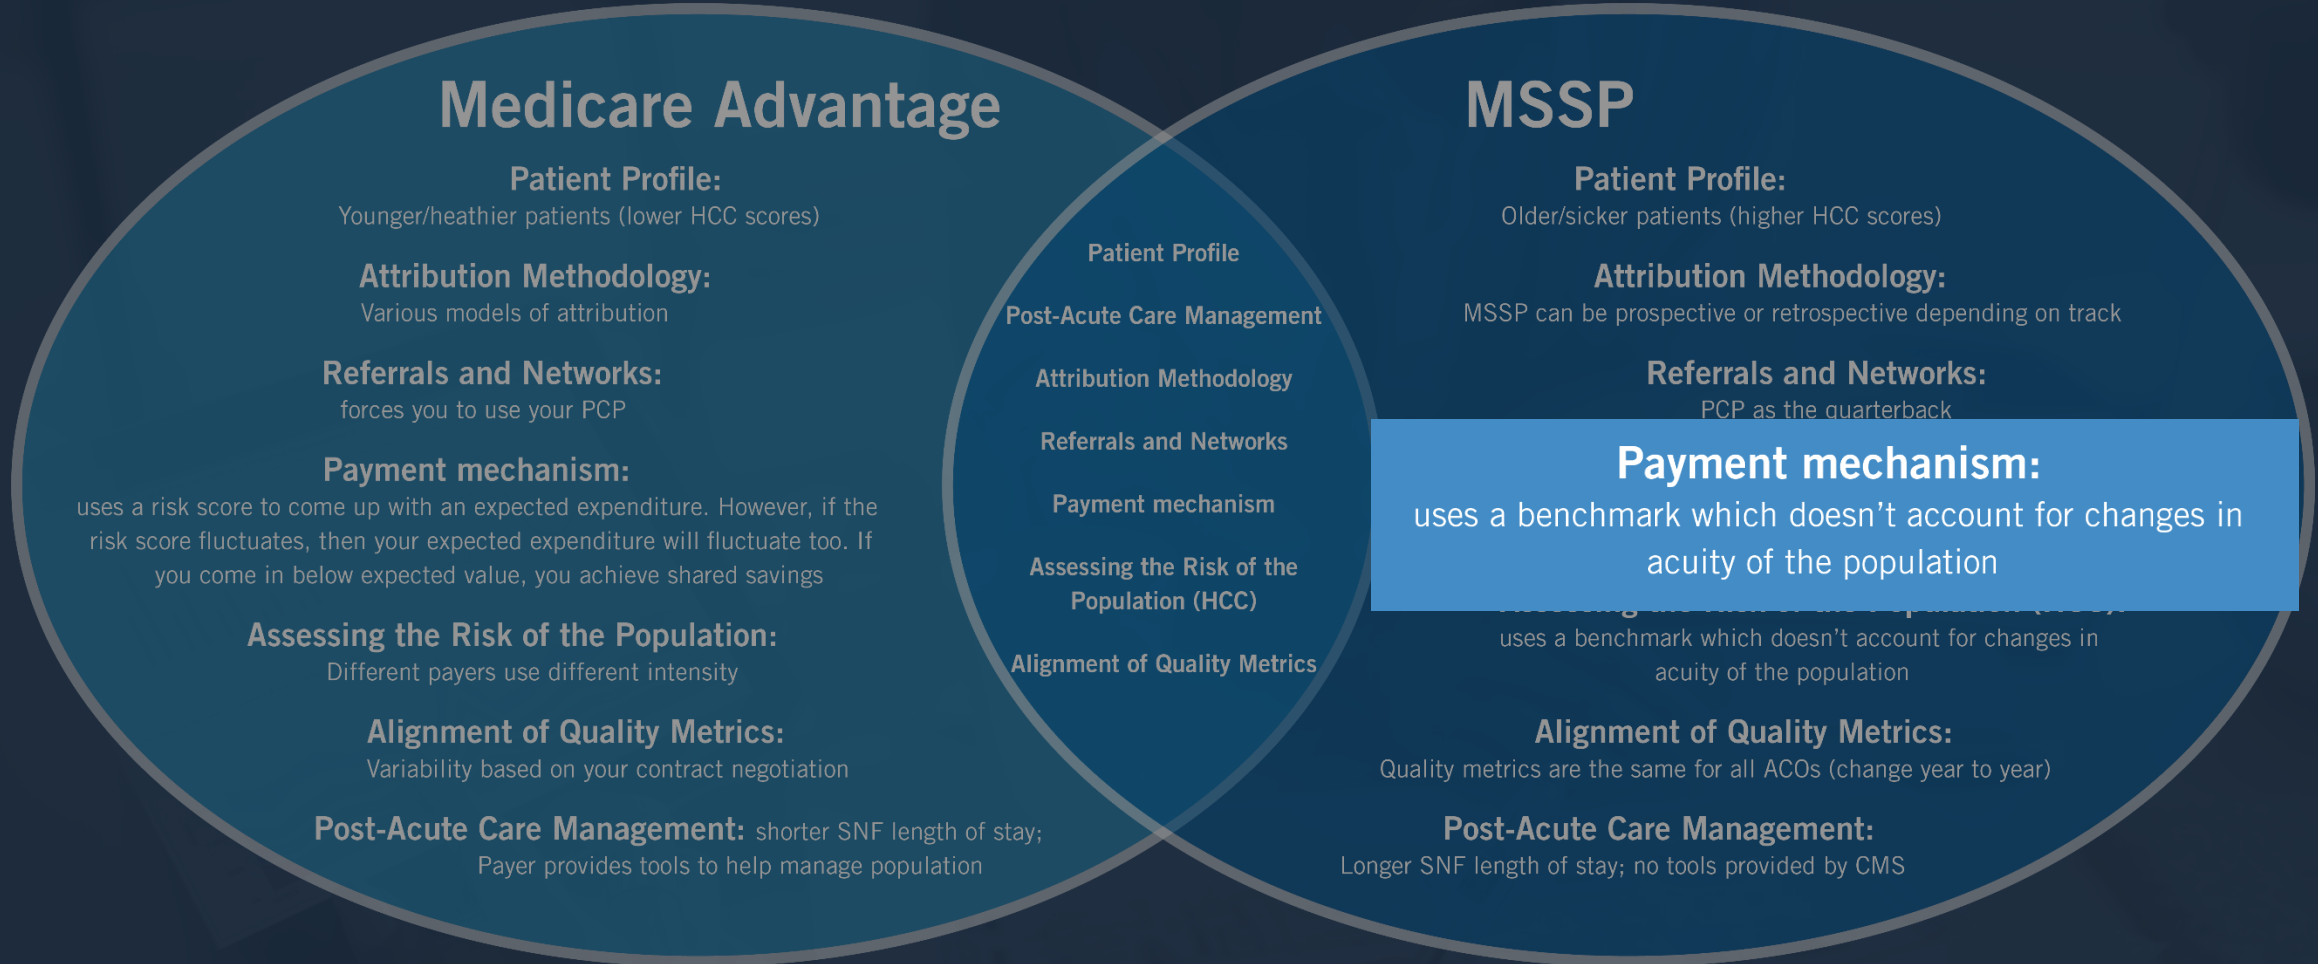 Medicare Advantage
Patient Profile:
Younger/heathier patients (lower HCC scores)
Attribution Methodology:
Various models of attribution
Referrals and Networks:
forces you to use your PCP
Payment mechanism:
uses a risk score to come up with an expected expenditure. However, if the
risk score fluctuates, then your expected expenditure will fluctuate too. If
you come in below expected value, you achieve shared savings
Assessing the Risk of the Population:
Different payers use different intensity
Alignment of Quality Metrics:
Variability based on your contract negotiation
Post-Acute Care Management: shorter SNF length of stay;
Payer provides tools to help manage population
Patient Profile
Post-Acute Care Management
Attribution Methodology
Referrals and Networks
Payment mechanism
Assessing the Risk of the
Population (HCC)
Alignment of Quality Metrics
MSSP
Patient Profile:
Older/sicker patients (higher HCC scores)
Attribution Methodology:
MSSP can be prospective or retrospective depending on track
Referrals and Networks:
PCP as the quarterback
Payment mechanism:
uses a benchmark which doesn't account for changes in
acuity of the population
uses a benchmark which doesn't account for changes in
acuity of the population
Alignment of Quality Metrics:
Quality metrics are the same for all ACOs (change year to year)
Post-Acute Care Management:
Longer SNF length of stay; no tools provided by CMS